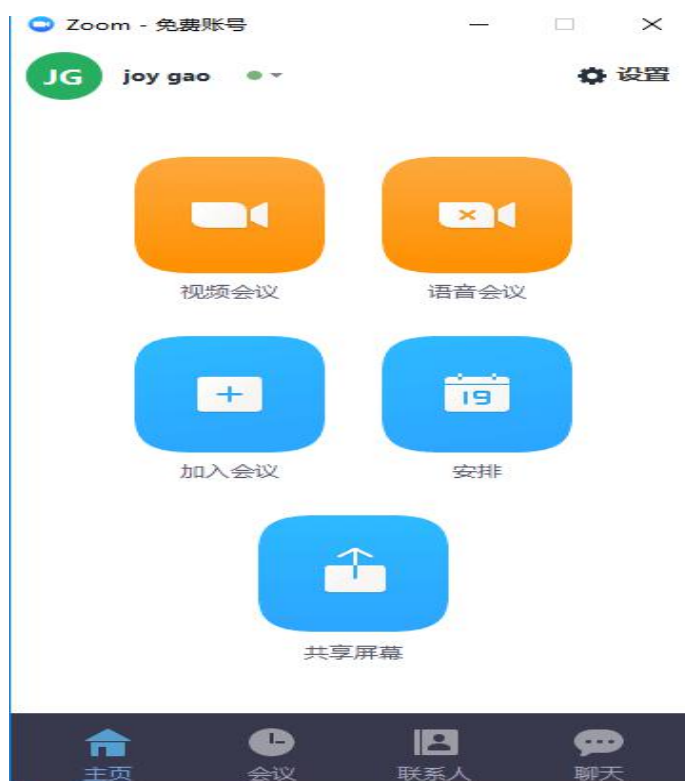 Zoom - 免费账号
JG joy gao 设置
视频会议 语音会议
19
加入会议 安排
共享屏幕
主页 会议 联系人 聊天